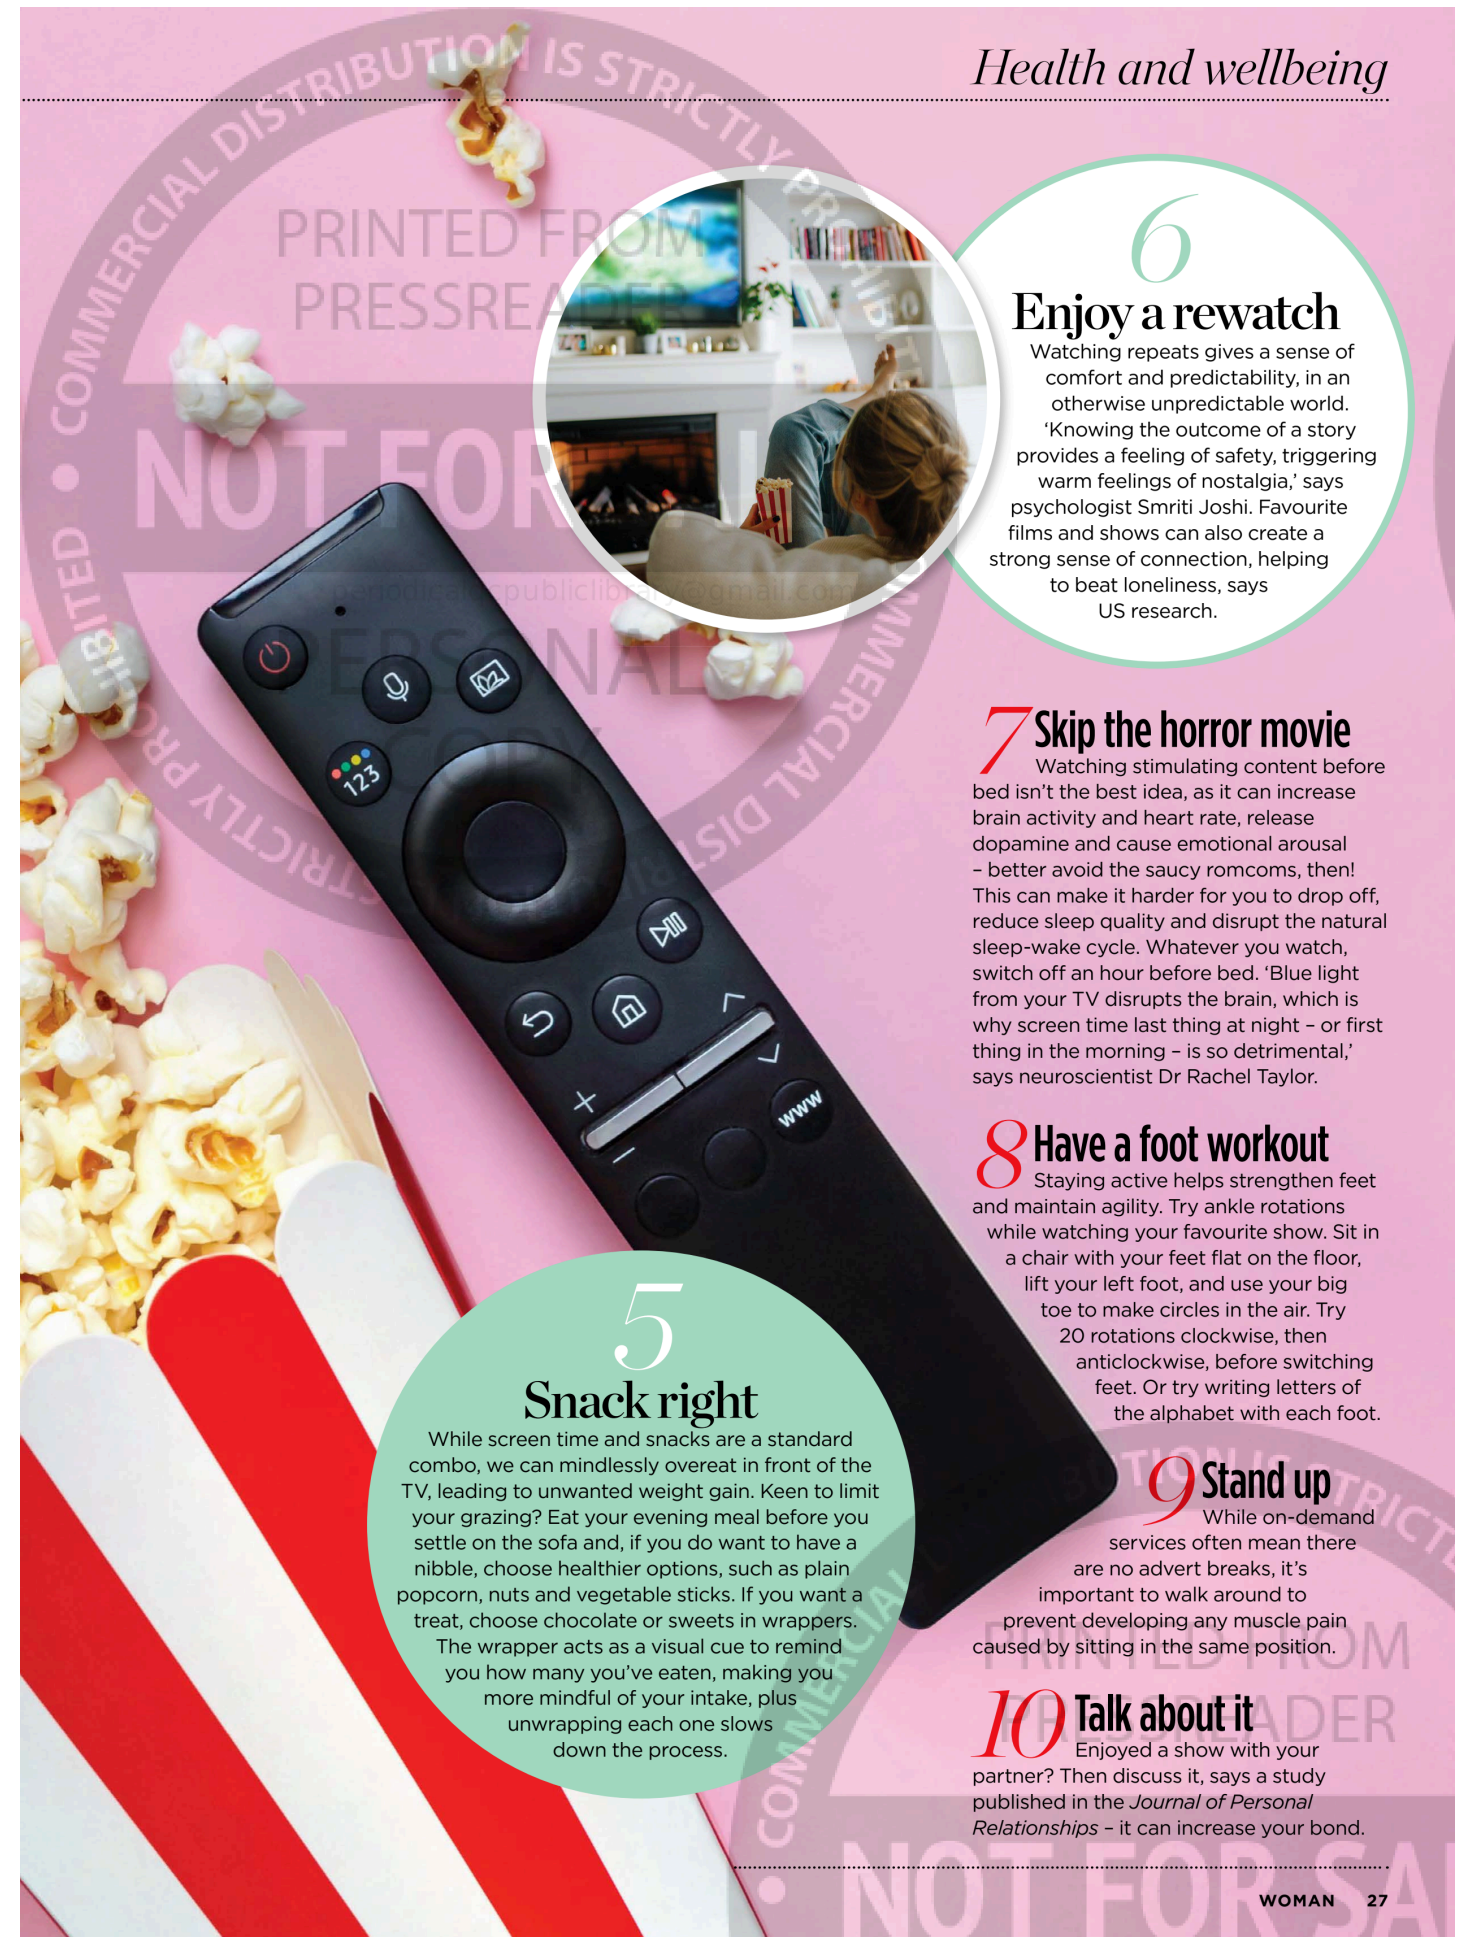 Health and wellbeing
COMMERCIAL DISTRIBUTION IS STRICTLY PROHIBITED
PRINTED FROM
PRESSREADER
NOT FOR SALE
PERSONAL
COPY
6
Enjoy a rewatch
Watching repeats gives a sense of
comfort and predictability, in an
otherwise unpredictable world.
‘Knowing the outcome of a story
provides a feeling of safety, triggering
warm feelings of nostalgia,’ says
psychologist Smriti Joshi. Favourite
films and shows can also create a
strong sense of connection, helping
to beat loneliness, says
US research.
7 Skip the horror movie
Watching stimulating content before
bed isn’t the best idea, as it can increase
brain activity and heart rate, release
dopamine and cause emotional arousal
– better avoid the saucy romcoms, then!
This can make it harder for you to drop off,
reduce sleep quality and disrupt the natural
sleep-wake cycle. Whatever you watch,
switch off an hour before bed. ‘Blue light
from your TV disrupts the brain, which is
why screen time last thing at night – or first
thing in the morning – is so detrimental,’
says neuroscientist Dr Rachel Taylor.
8 Have a foot workout
Staying active helps strengthen feet
and maintain agility. Try ankle rotations
while watching your favourite show. Sit in
a chair with your feet flat on the floor,
lift your left foot, and use your big
toe to make circles in the air. Try
20 rotations clockwise, then
anticlockwise, before switching
feet. Or try writing letters of
the alphabet with each foot.
9 Stand up
While on-demand
services often mean there
are no advert breaks, it’s
important to walk around to
prevent developing any muscle pain
caused by sitting in the same position.
10 Talk about it
Enjoyed a show with your
partner? Then discuss it, says a study
published in the Journal of Personal
Relationships – it can increase your bond.
123
www
5
Snack right
While screen time and snacks are a standard
combo, we can mindlessly overeat in front of the
TV, leading to unwanted weight gain. Keen to limit
your grazing? Eat your evening meal before you
settle on the sofa and, if you do want to have a
nibble, choose healthier options, such as plain
popcorn, nuts and vegetable sticks. If you want a
treat, choose chocolate or sweets in wrappers.
The wrapper acts as a visual cue to remind
you how many you’ve eaten, making you
more mindful of your intake, plus
unwrapping each one slows
down the process.
PRINTED FROM
PRESSREADER
NOT FOR SA
WOMAN 27